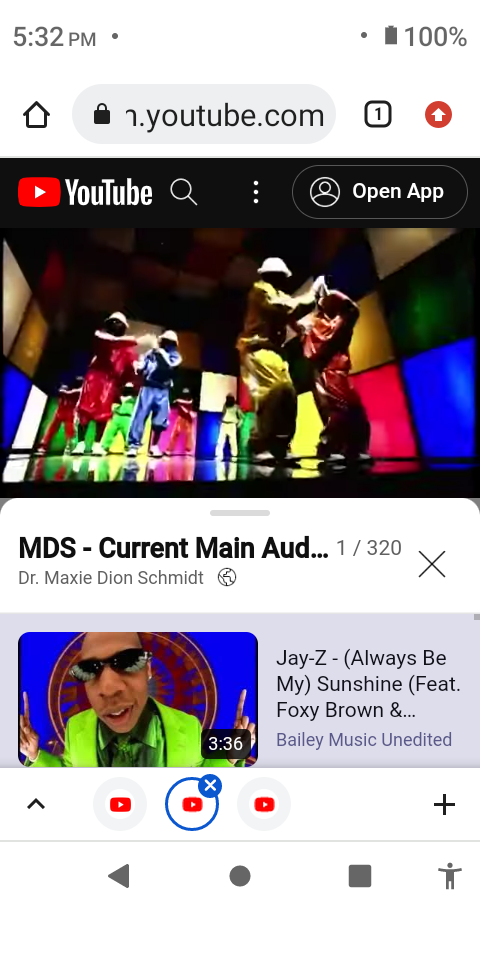 5:32 PM
100%
n.youtube.com
1
YouTube
Open App
MDS - Current Main Aud... 1 / 320
Dr. Maxie Dion Schmidt
3:36
Jay-Z - (Always Be
My) Sunshine (Feat.
Foxy Brown &...
Bailey Music Unedited